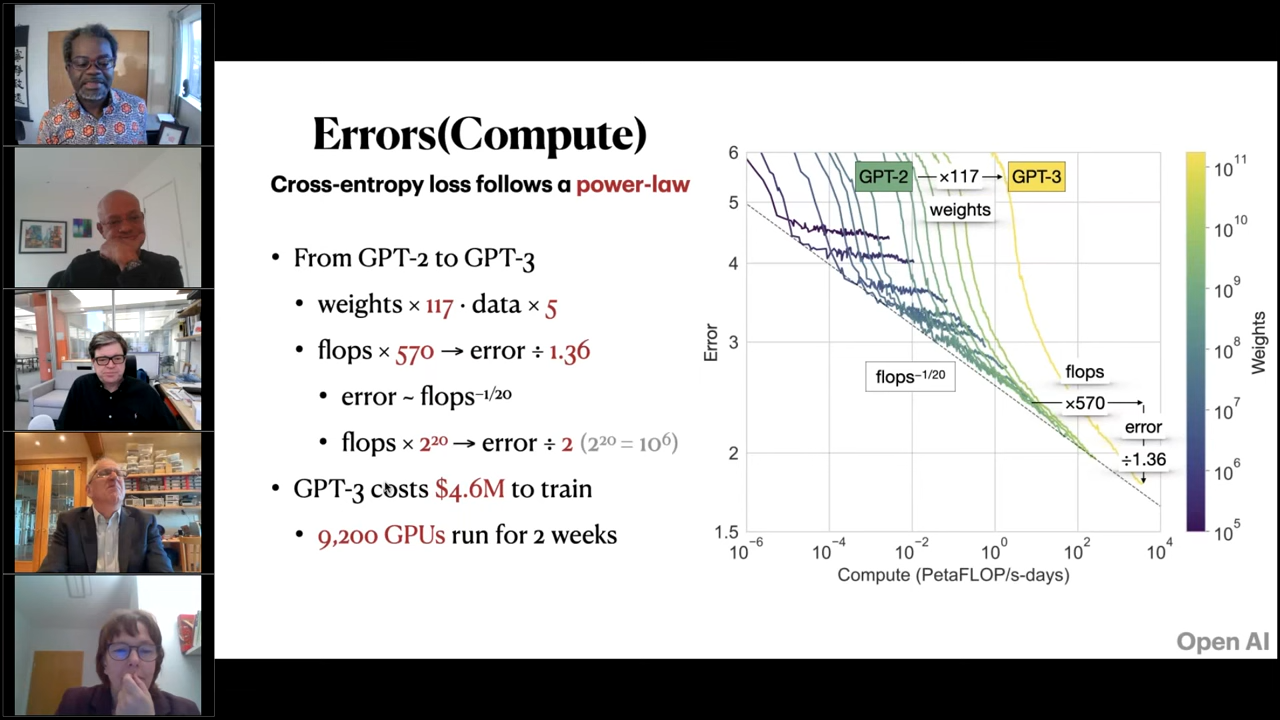 Errors(Compute)
Cross-entropy loss follows a power-law
• From GPT-2 to GPT-3
• weights × 117 · data × 5
• flops × 570 → error ÷ 1.36
• error ~ flops⁻¹/²⁰
• flops × 2²⁰ → error ÷ 2 (2²⁰ = 10⁶)
• GPT-3 costs $4.6M to train
• 9,200 GPUs run for 2 weeks
6
5
4
3
2
1.5
Error
GPT-2 ×117 → GPT-3
weights
flops⁻¹/²⁰
flops
×570
error
÷1.36
10⁻⁶ 10⁻⁴ 10⁻² 10⁰ 10² 10⁴
Compute (PetaFLOP/s-days)
10¹¹
10¹⁰
10⁹
10⁸
10⁷
10⁶
10⁵
Weights
Open AI